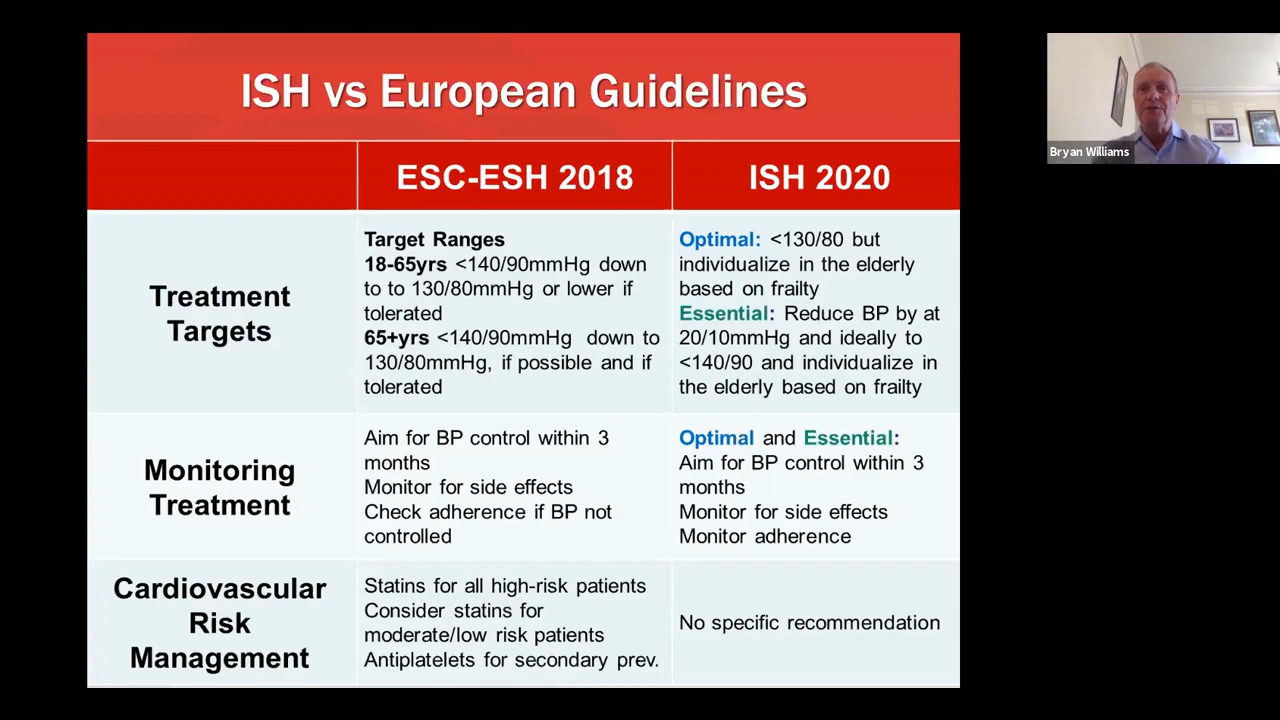 ISH vs European Guidelines
ESC-ESH 2018
ISH 2020
Treatment
Targets
Target Ranges
18-65yrs <140/90mmHg down
to to 130/80mmHg or lower if
tolerated
65+yrs <140/90mmHg down to
130/80mmHg, if possible and if
tolerated
Optimal: <130/80 but
individualize in the elderly
based on frailty
Essential: Reduce BP by at
20/10mmHg and ideally to
<140/90 and individualize in
the elderly based on frailty
Monitoring
Treatment
Aim for BP control within 3
months
Monitor for side effects
Check adherence if BP not
controlled
Optimal and Essential:
Aim for BP control within 3
months
Monitor for side effects
Monitor adherence
Cardiovascular
Risk
Management
Statins for all high-risk patients
Consider statins for
moderate/low risk patients
Antiplatelets for secondary prev.
No specific recommendation
Bryan Williams